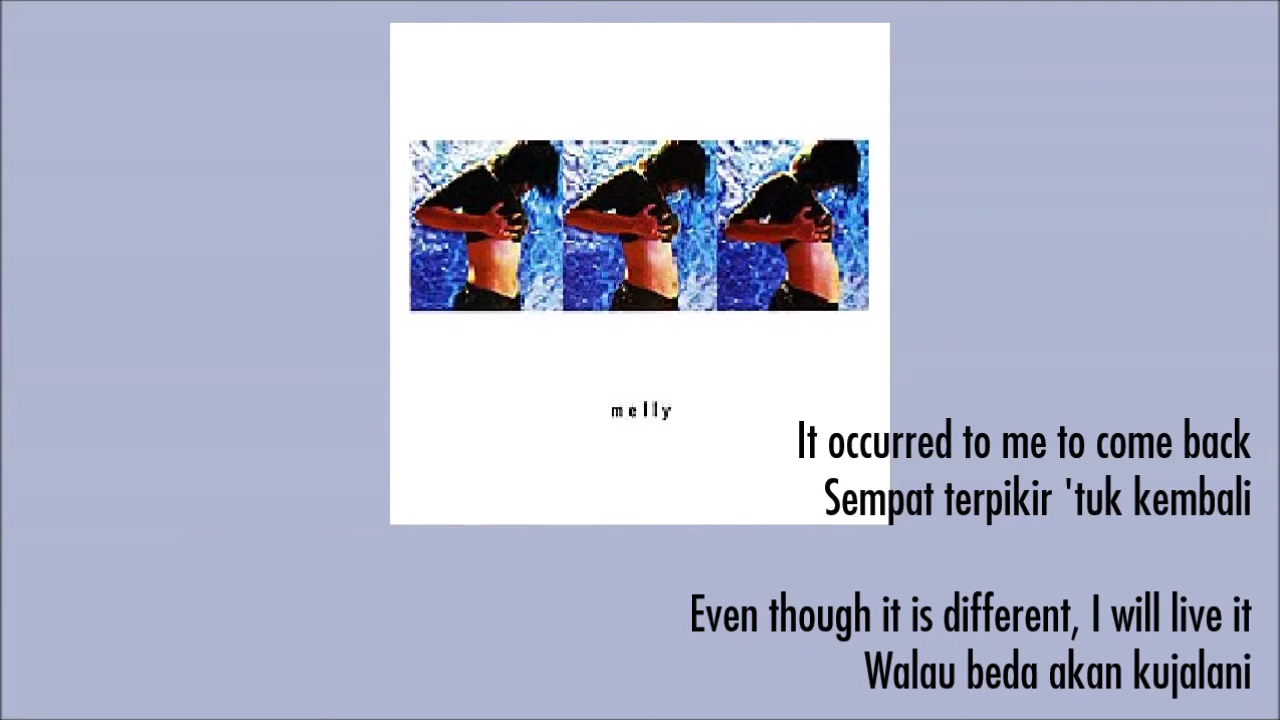 melly
It occurred to me to come back
Sempat terpikir 'tuk kembali
Even though it is different, I will live it
Walau beda akan kujalani